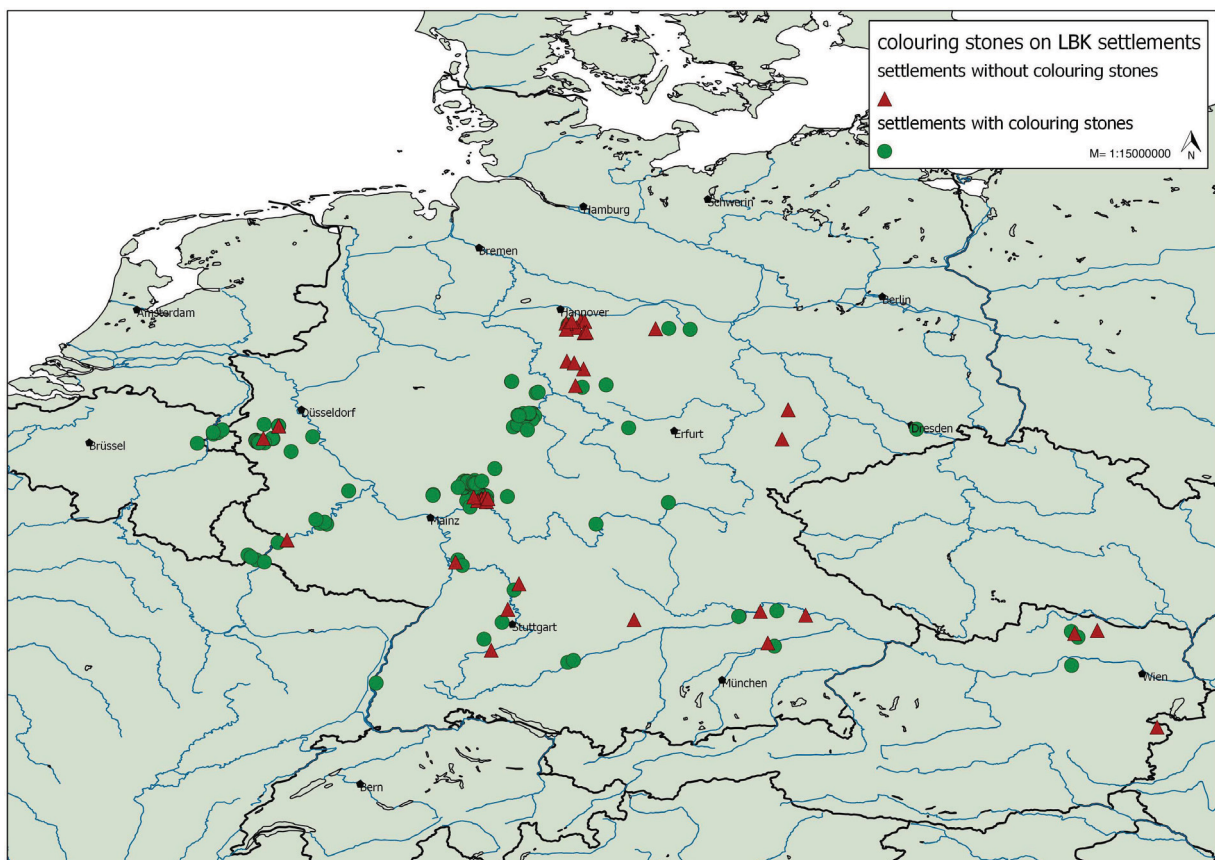 colouring stones on LBK settlements
settlements without colouring stones
settlements with colouring stones
M= 1:15000000
N
Hamburg
Schwerin
Bremen
Berlin
Amsterdam
Hannover
Düsseldorf
Brüssel
Erfurt
Dresden
Mainz
Stuttgart
München
Wien
Bern